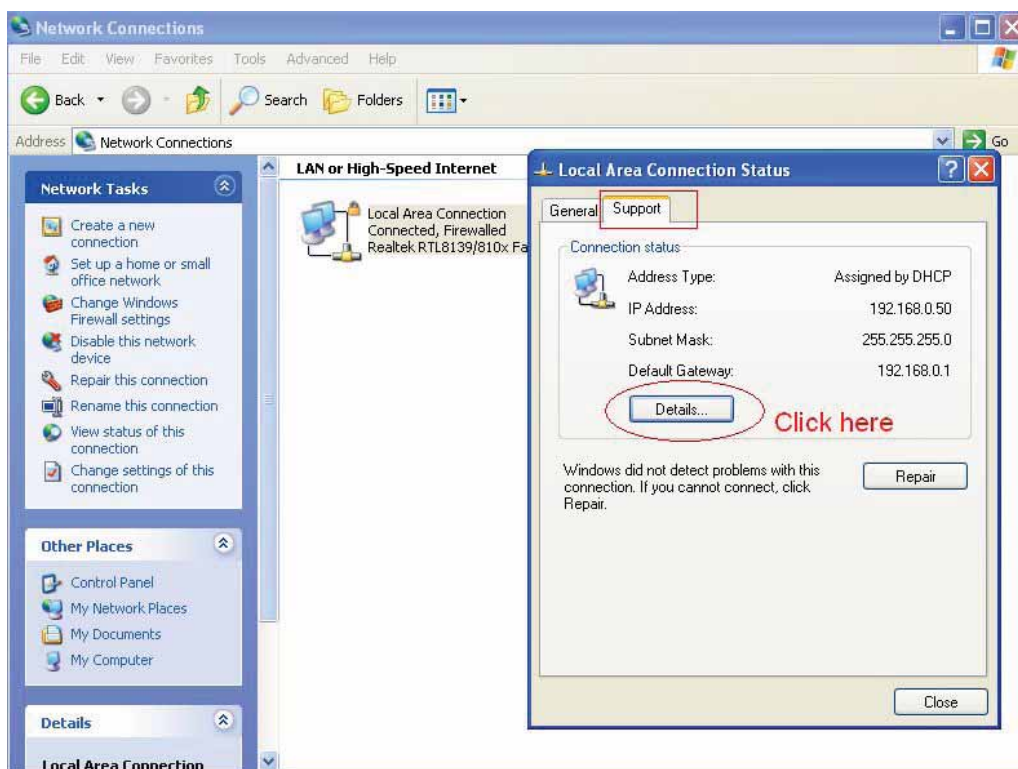 Network Connections
File Edit View Favorites Tools Advanced Help
Back Search Folders
Address Network Connections Go
Network Tasks
Create a new
connection
Set up a home or small
office network
Change Windows
Firewall settings
Disable this network
device
Repair this connection
Rename this connection
View status of this
connection
Change settings of this
connection
Other Places
Control Panel
My Network Places
My Documents
My Computer
Details
Local Area Connection
LAN or High-Speed Internet
Local Area Connection
Connected, Firewalled
Realtek RTL8139/810x Fa
Local Area Connection Status
General Support
Connection status
Address Type: Assigned by DHCP
IP Address: 192.168.0.50
Subnet Mask: 255.255.255.0
Default Gateway: 192.168.0.1
Details...
Click here
Windows did not detect problems with this
connection. If you cannot connect, click
Repair.
Repair
Close